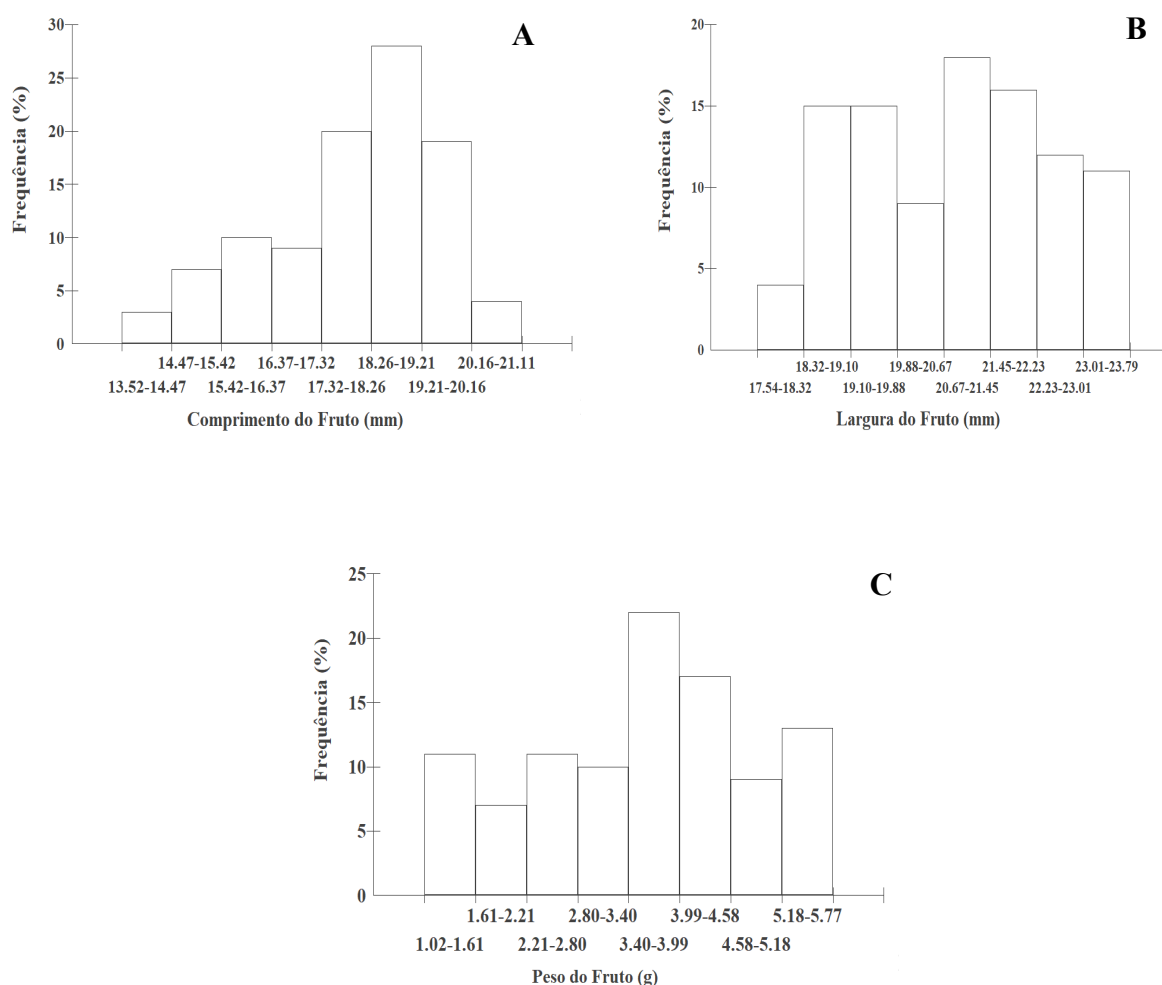 A
Frequência (%)
30
25
20
15
10
5
0
14.47-15.42 16.37-17.32 18.26-19.21 20.16-21.11
13.52-14.47 15.42-16.37 17.32-18.26 19.21-20.16
Comprimento do Fruto (mm)
B
Frequência (%)
20
15
10
5
0
18.32-19.10 19.88-20.67 21.45-22.23 23.01-23.79
17.54-18.32 19.10-19.88 20.67-21.45 22.23-23.01
Largura do Fruto (mm)
C
Frequência (%)
25
20
15
10
5
0
1.61-2.21 2.80-3.40 3.99-4.58 5.18-5.77
1.02-1.61 2.21-2.80 3.40-3.99 4.58-5.18
Peso do Fruto (g)